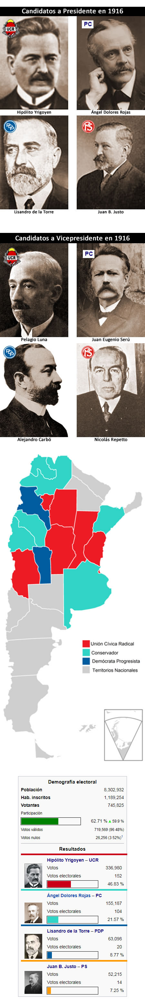 Candidatos a Presidente en 1916
UCR
PC
Hipólito Yrigoyen
Ángel Dolores Rojas
PDP
PS
Lisandro de la Torre
Juan B. Justo
Candidatos a Vicepresidente en 1916
UCR
PC
Pelagio Luna
Juan Eugenio Serú
PDP
PS
Alejandro Carbó
Nicolás Repetto
Unión Cívica Radical
Conservador
Demócrata Progresista
Territorios Nacionales
Demografía electoral
Población 8,302,932
Hab. inscritos 1,189,254
Votantes 745,825
Participación
62.71 % ▲ 59.9 %
Votos válidos 719,569 (96 48%)
Votos nulos 26,256 (3 52%)¹
Resultados
Hipólito Yrigoyen – UCR
Votos 336,980
Votos electorales 152
46.83 %
Ángel Dolores Rojas – PC
Votos 155,187
Votos electorales 104
21.57 %
Lisandro de la Torre – PDP
Votos 63,098
Votos electorales 20
8.77 %
Juan B. Justo – PS
Votos 52,215
Votos electorales 14
7.25 %